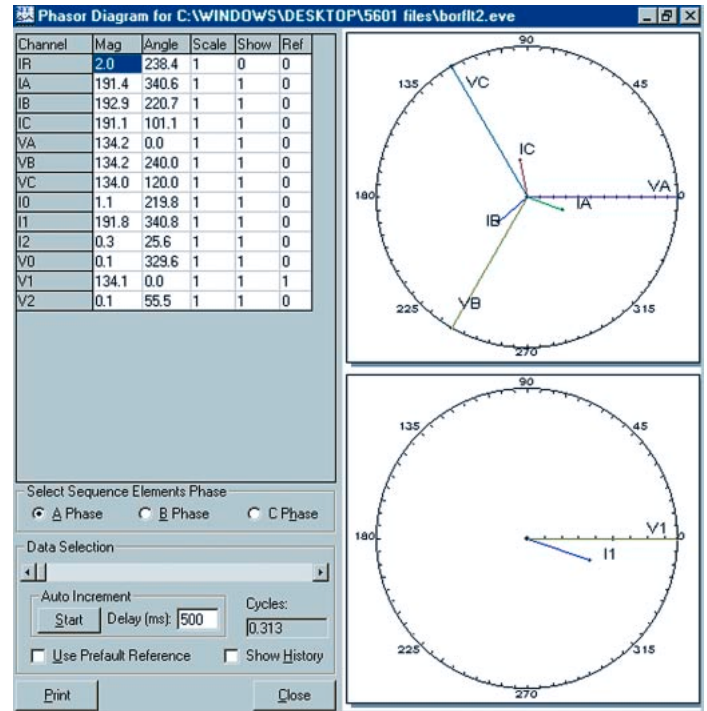 Phasor Diagram for C:\WINDOWS\DESKTOP\5601 files\borflt2.eve
Channel Mag Angle Scale Show Ref
IR 2.0 238.4 1 0 0
IA 191.4 340.6 1 1 0
IB 192.9 220.7 1 1 0
IC 191.1 101.1 1 1 0
VA 134.2 0.0 1 1 0
VB 134.2 240.0 1 1 0
VC 134.0 120.0 1 1 0
I0 1.1 219.8 1 1 0
I1 191.8 340.8 1 1 0
I2 0.3 25.6 1 1 0
V0 0.1 329.6 1 1 0
V1 134.1 0.0 1 1 1
V2 0.1 55.5 1 1 0
Select Sequence Elements Phase
A Phase B Phase C Phase
Data Selection
Auto Increment
Start Delay (ms): 500
Cycles:
0.313
Use Prefault Reference Show History
Print Close
90
135 VC 45
IC
180 VA 0
IA
IB
225 VB 315
270
90
135 45
180 V1 0
I1
225 315
270